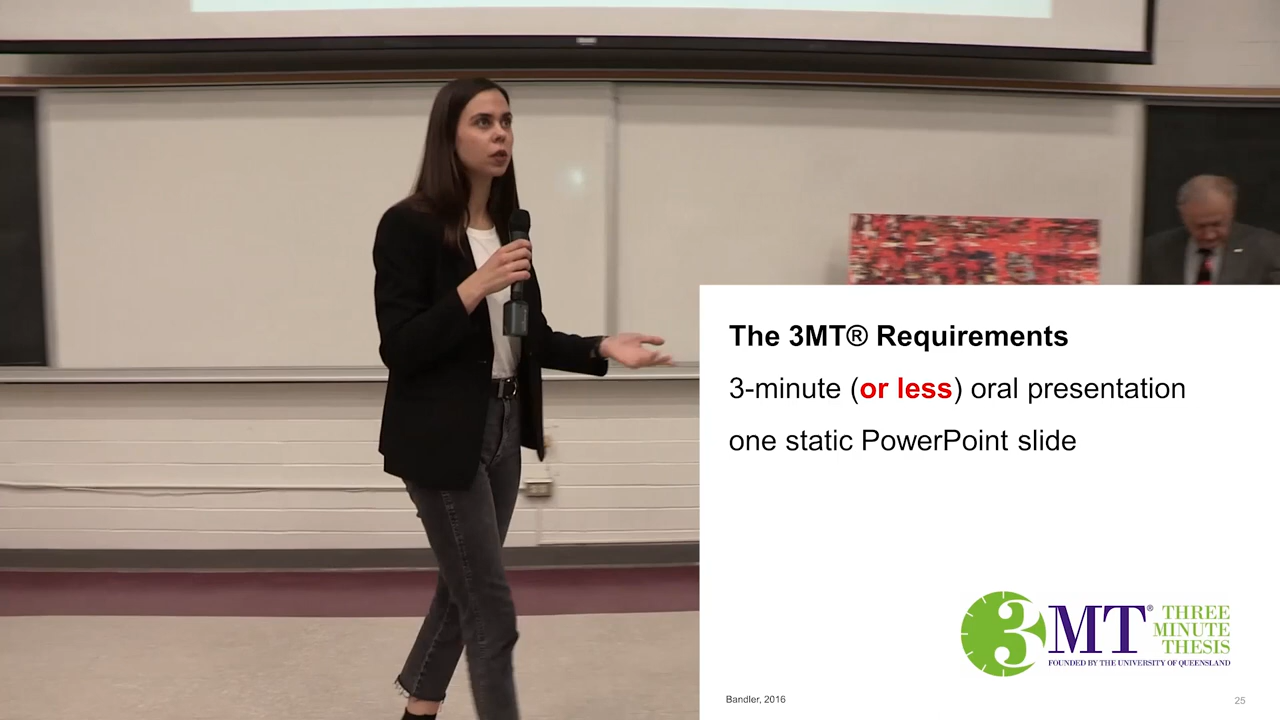 The 3MT® Requirements
3-minute (or less) oral presentation
one static PowerPoint slide
3MT® THREE
MINUTE
THESIS
FOUNDED BY THE UNIVERSITY OF QUEENSLAND
Bandler, 2016
25